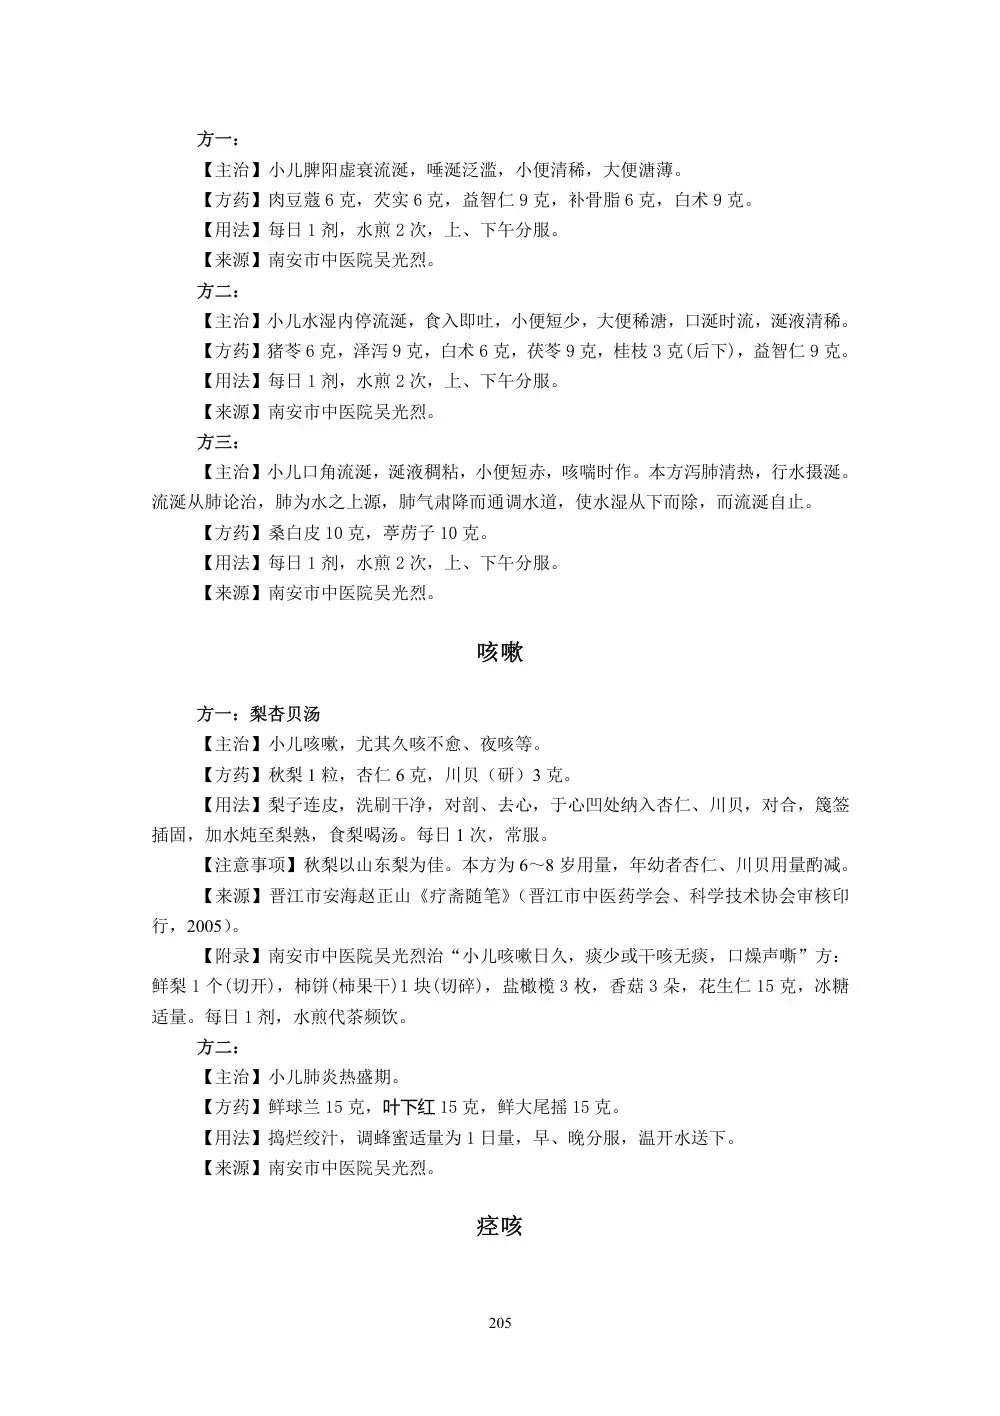 方一：
【主治】小儿脾阳虚衰流涎，唾涎泛滥，小便清稀，大便溏薄。
【方药】肉豆蔻 6 克，芡实 6 克，益智仁 9 克，补骨脂 6 克，白术 9 克。
【用法】每日 1 剂，水煎 2 次，上、下午分服。
【来源】南安市中医院吴光烈。
方二：
【主治】小儿水湿内停流涎，食入即吐，小便短少，大便稀溏，口涎时流，涎液清稀。
【方药】猪苓 6 克，泽泻 9 克，白术 6 克，茯苓 9 克，桂枝 3 克(后下)，益智仁 9 克。
【用法】每日 1 剂，水煎 2 次，上、下午分服。
【来源】南安市中医院吴光烈。
方三：
【主治】小儿口角流涎，涎液稠粘，小便短赤，咳喘时作。本方泻肺清热，行水摄涎。
流涎从肺论治，肺为水之上源，肺气肃降而通调水道，使水湿从下而除，而流涎自止。
【方药】桑白皮 10 克，葶苈子 10 克。
【用法】每日 1 剂，水煎 2 次，上、下午分服。
【来源】南安市中医院吴光烈。
咳嗽
方一：梨杏贝汤
【主治】小儿咳嗽，尤其久咳不愈、夜咳等。
【方药】秋梨 1 粒，杏仁 6 克，川贝（研）3 克。
【用法】梨子连皮，洗刷干净，对剖、去心，于心凹处纳入杏仁、川贝，对合，篾签
插固，加水炖至梨熟，食梨喝汤。每日 1 次，常服。
【注意事项】秋梨以山东梨为佳。本方为 6～8 岁用量，年幼者杏仁、川贝用量酌减。
【来源】晋江市安海赵正山《疗斋随笔》（晋江市中医药学会、科学技术协会审核印
行，2005）。
【附录】南安市中医院吴光烈治“小儿咳嗽日久，痰少或干咳无痰，口燥声嘶”方：
鲜梨 1 个(切开)，柿饼(柿果干)1 块(切碎)，盐橄榄 3 枚，香菇 3 朵，花生仁 15 克，冰糖
适量。每日 1 剂，水煎代茶频饮。
方二：
【主治】小儿肺炎热盛期。
【方药】鲜球兰 15 克，叶下红 15 克，鲜大尾摇 15 克。
【用法】捣烂绞汁，调蜂蜜适量为 1 日量，早、晚分服，温开水送下。
【来源】南安市中医院吴光烈。
痉咳
205